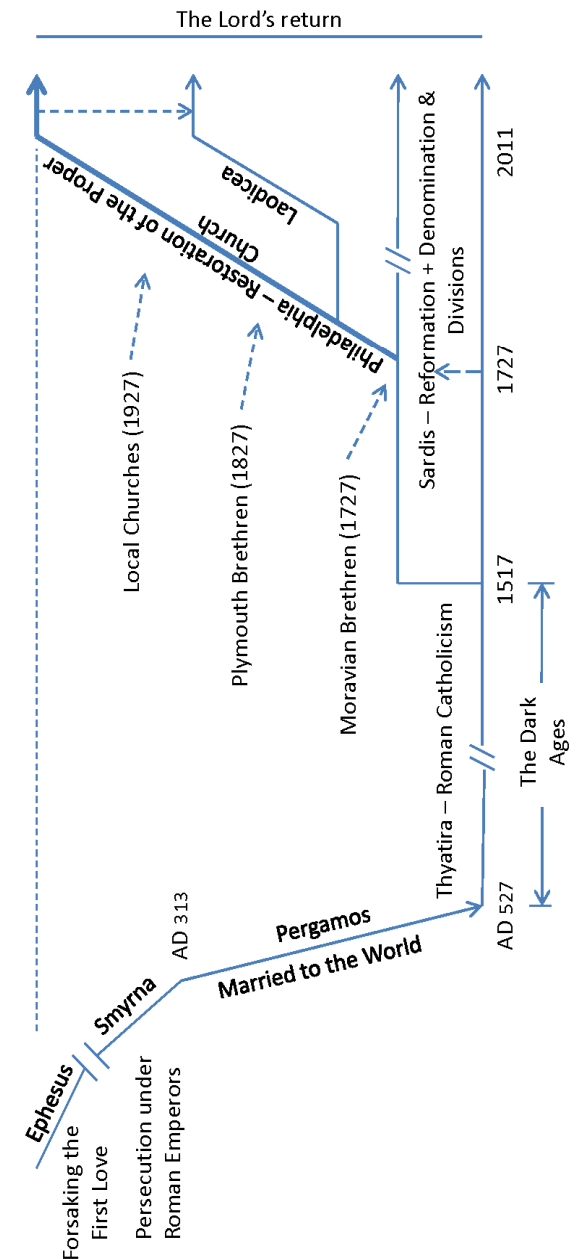 The Lord's return
Ephesus
Forsaking the
First Love
Smyrna
Persecution under
Roman Emperors
AD 313
Pergamos
Married to the World
AD 527
Thyatira – Roman Catholicism
The Dark
Ages
1517
Sardis – Reformation + Denomination &
Divisions
1727
2011
Moravian Brethren (1727)
Plymouth Brethren (1827)
Local Churches (1927)
Philadelphia – Restoration of the Proper
Church
Laodicea